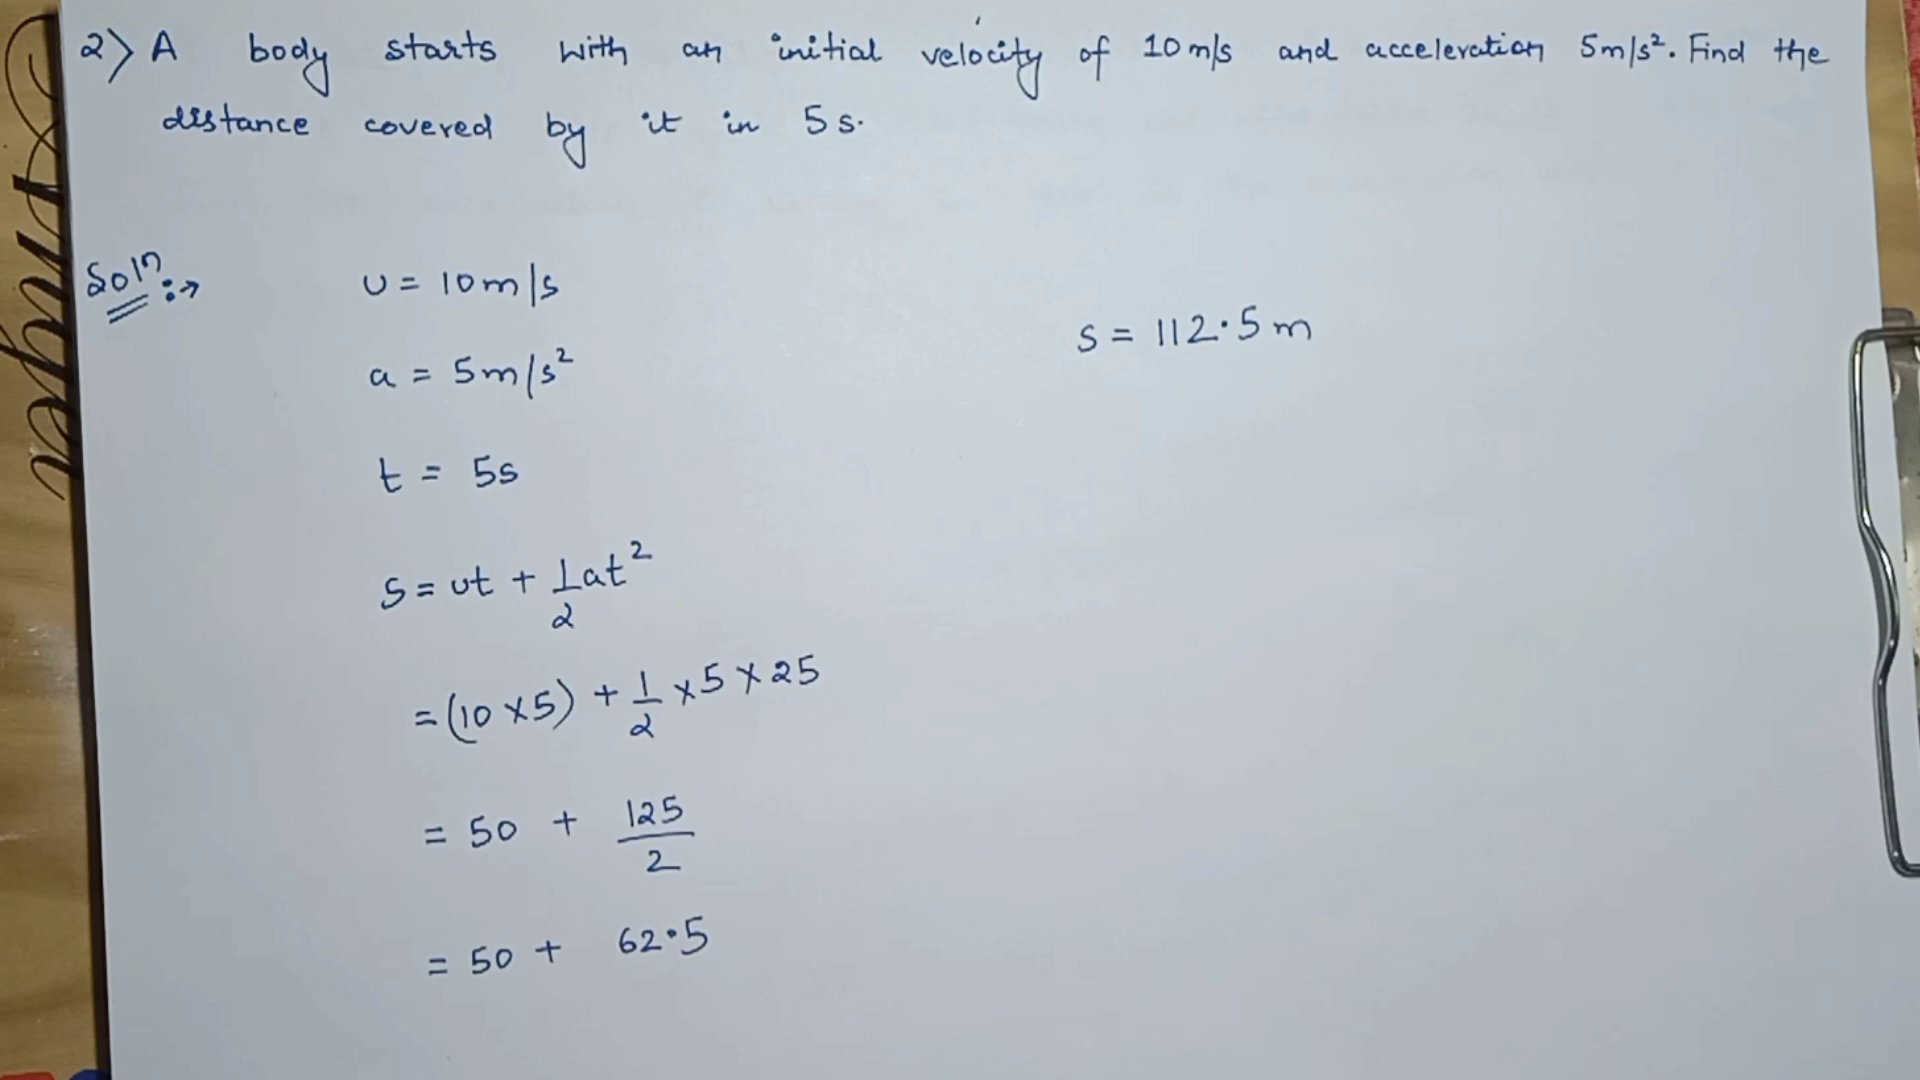 2) A body starts with an initial velocity of 10 m/s and acceleration 5m/s². Find the
distance covered by it in 5 s.
Soln :→
u = 10 m/s
a = 5 m/s²
t = 5s
s = ut + 1/2 at²
= (10 × 5) + 1/2 × 5 × 25
= 50 + 125/2
= 50 + 62.5
s = 112.5 m